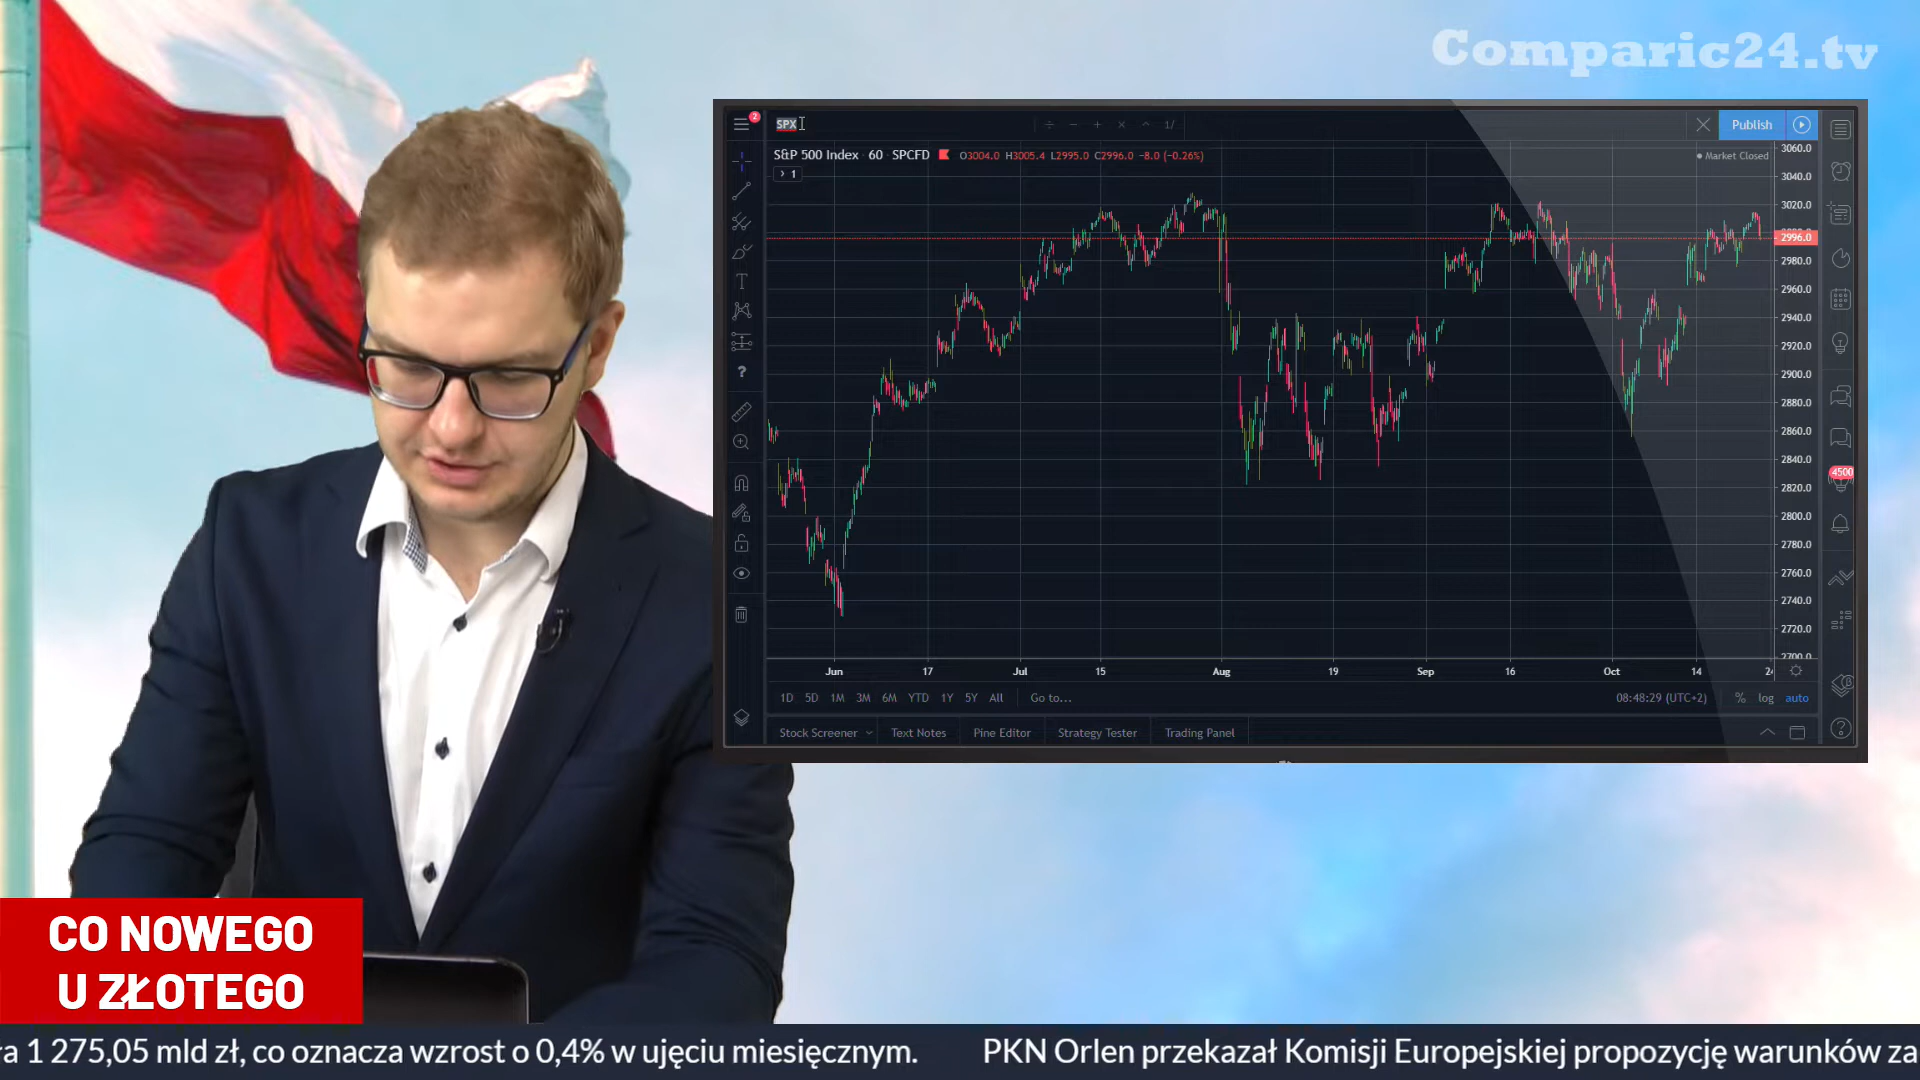 Comparic24.tv
2
SPX
÷ − + × ^ 1/
Publish
S&P 500 Index 60 SPCFD O3004.0 H3005.4 L2995.0 C2996.0 −8.0 (−0.26%)
Market Closed
1
3060.0
3040.0
3020.0
2996.0
2980.0
2960.0
2940.0
2920.0
2900.0
2880.0
2860.0
2840.0
2820.0
2800.0
2780.0
2760.0
2740.0
2720.0
2700.0
4500
Jun 17 Jul 15 Aug 19 Sep 16 Oct 14
1D 5D 1M 3M 6M YTD 1Y 5Y All Go to...
08:48:29 (UTC+2) % log auto
Stock Screener Text Notes Pine Editor Strategy Tester Trading Panel
CO NOWEGO
U ZŁOTEGO
1 275,05 mld zł, co oznacza wzrost o 0,4% w ujęciu miesięcznym. PKN Orlen przekazał Komisji Europejskiej propozycję warunków za